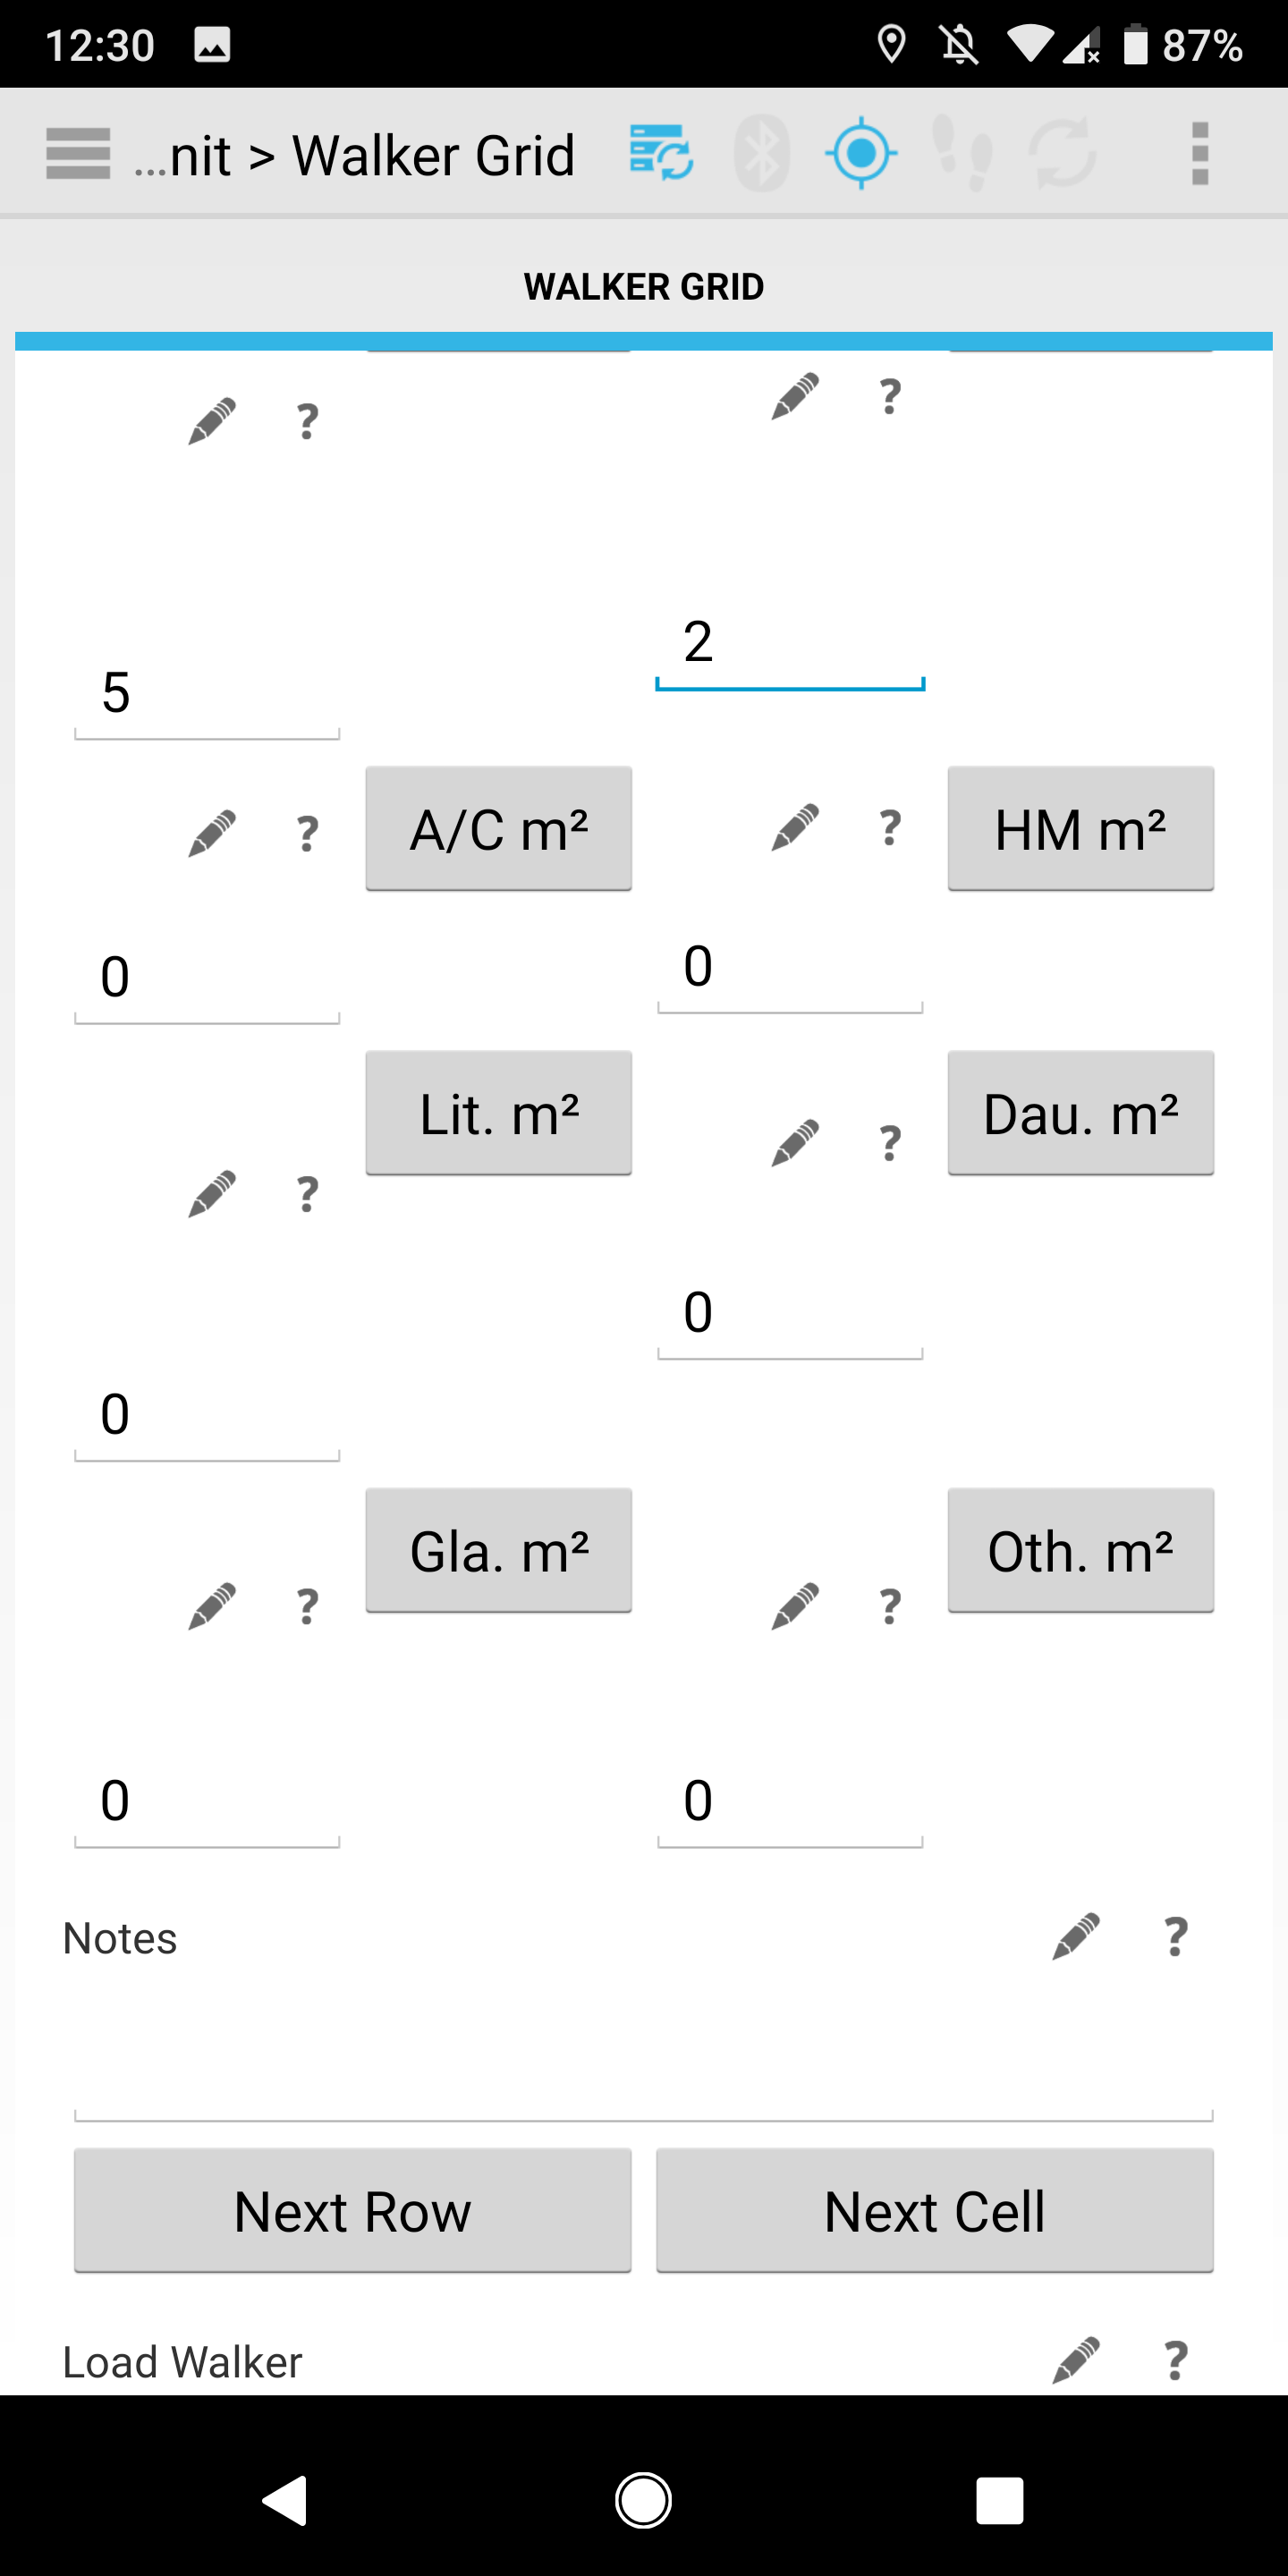 12:30 87%
...nit > Walker Grid
WALKER GRID
? ?
5 2
? A/C m² ? HM m²
0 0
? Lit. m² ? Dau. m²
0 0
? Gla. m² ? Oth. m²
0 0
Notes ?
Next Row Next Cell
Load Walker ?